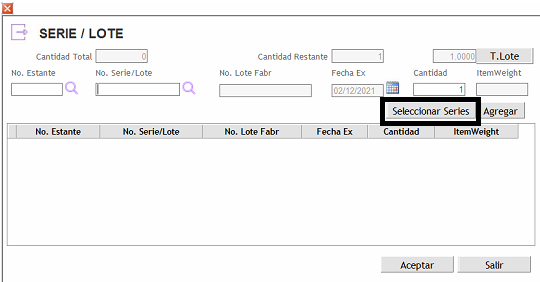 SERIE / LOTE
Cantidad Total 0 Cantidad Restante 1 1.0000 T.Lote
No. Estante No. Serie/Lote No. Lote Fabr Fecha Ex Cantidad ItemWeight
02/12/2021 1
Seleccionar Series Agregar
No. Estante No. Serie/Lote No. Lote Fabr Fecha Ex Cantidad ItemWeight
Aceptar Salir